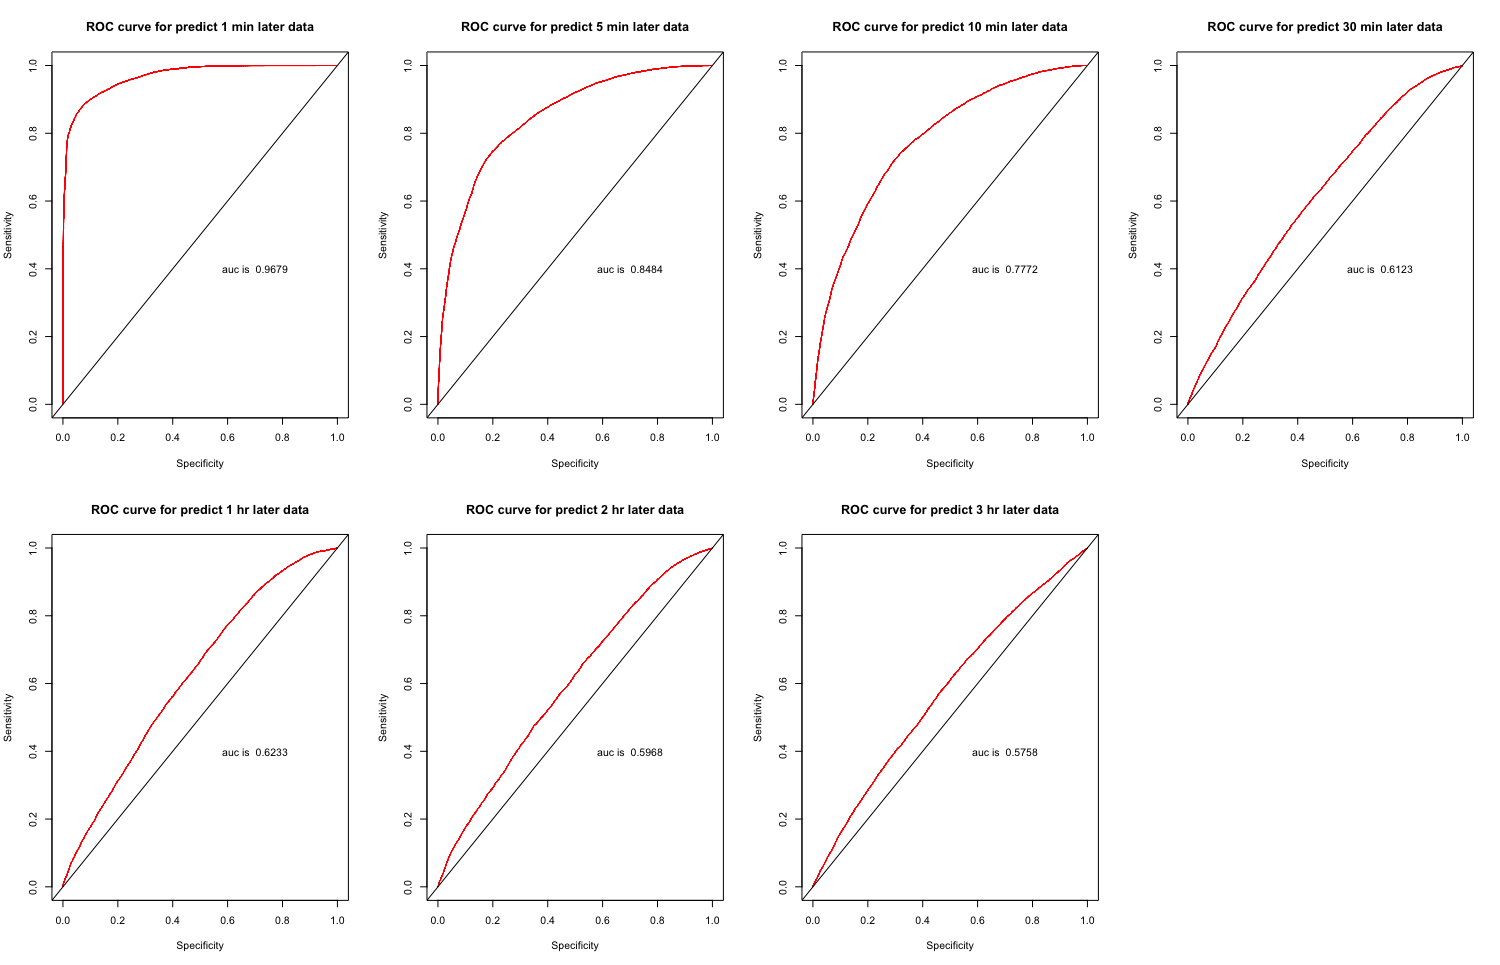 ROC curve for predict 1 min later data
Sensitivity
1.0
0.8
0.6
0.4
0.2
0.0
auc is 0.9679
0.0 0.2 0.4 0.6 0.8 1.0
Specificity
ROC curve for predict 5 min later data
Sensitivity
1.0
0.8
0.6
0.4
0.2
0.0
auc is 0.8484
0.0 0.2 0.4 0.6 0.8 1.0
Specificity
ROC curve for predict 10 min later data
Sensitivity
1.0
0.8
0.6
0.4
0.2
0.0
auc is 0.7772
0.0 0.2 0.4 0.6 0.8 1.0
Specificity
ROC curve for predict 30 min later data
Sensitivity
1.0
0.8
0.6
0.4
0.2
0.0
auc is 0.6123
0.0 0.2 0.4 0.6 0.8 1.0
Specificity
ROC curve for predict 1 hr later data
Sensitivity
1.0
0.8
0.6
0.4
0.2
0.0
auc is 0.6233
0.0 0.2 0.4 0.6 0.8 1.0
Specificity
ROC curve for predict 2 hr later data
Sensitivity
1.0
0.8
0.6
0.4
0.2
0.0
auc is 0.5968
0.0 0.2 0.4 0.6 0.8 1.0
Specificity
ROC curve for predict 3 hr later data
Sensitivity
1.0
0.8
0.6
0.4
0.2
0.0
auc is 0.5758
0.0 0.2 0.4 0.6 0.8 1.0
Specificity